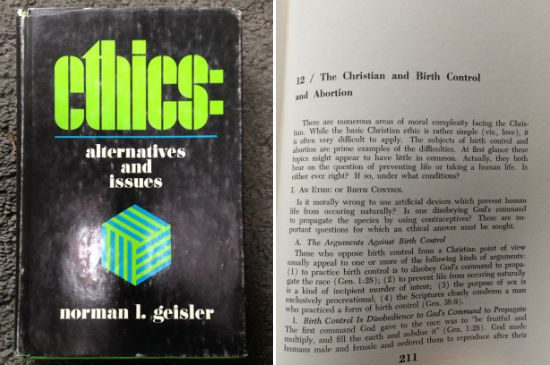 ethics:
alternatives
and
issues
norman l. geisler
12 / The Christian and Birth Control
and Abortion
There are numerous areas of moral complexity facing the Chris-
tian. While the basic Christian ethic is rather simple (viz., love), it
is often very difficult to apply. The subjects of birth control and
abortion are prime examples of the difficulties. At first glance these
topics might appear to have little in common. Actually, they both
bear on the question of preventing life or taking a human life. Is
either ever right? If so, under what conditions?
I. AN ETHIC OF BIRTH CONTROL
Is it morally wrong to use artificial devices which prevent human
life from occuring naturally? Is one disobeying God's command
to propagate the species by using contraceptives? These are im-
portant questions for which an ethical answer must be sought.
A. The Arguments Against Birth Control
Those who oppose birth control from a Christian point of view
usually appeal to one or more of the following kinds of arguments:
(1) to practice birth control is to disobey God's command to propa-
gate the race (Gen. 1:28); (2) to prevent life from occuring naturally
is a kind of incipient murder of intent; (3) the purpose of sex is
exclusively procreational; (4) the Scriptures clearly condemn a man
who practiced a form of birth control (Gen. 38:9).
1. Birth Control Is Disobedience to God's Command to Propagate
The first command God gave to the race was to "be fruitful and
multiply, and fill the earth and subdue it" (Gen. 1:28). God made
humans male and female and ordered them to reproduce after their
211